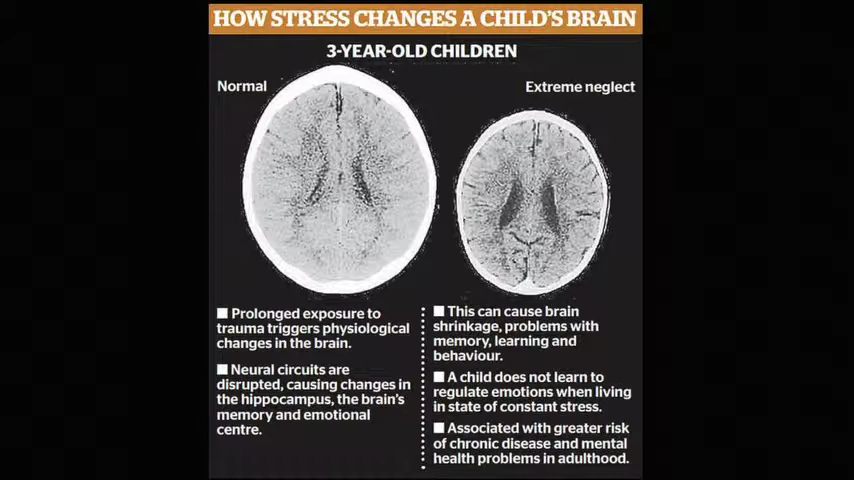 HOW STRESS CHANGES A CHILD'S BRAIN
3-YEAR-OLD CHILDREN
Normal
Extreme neglect
■ Prolonged exposure to
trauma triggers physiological
changes in the brain.
■ Neural circuits are
disrupted, causing changes in
the hippocampus, the brain's
memory and emotional
centre.
■ This can cause brain
shrinkage, problems with
memory, learning and
behaviour.
■ A child does not learn to
regulate emotions when living
in state of constant stress.
■ Associated with greater risk
of chronic disease and mental
health problems in adulthood.